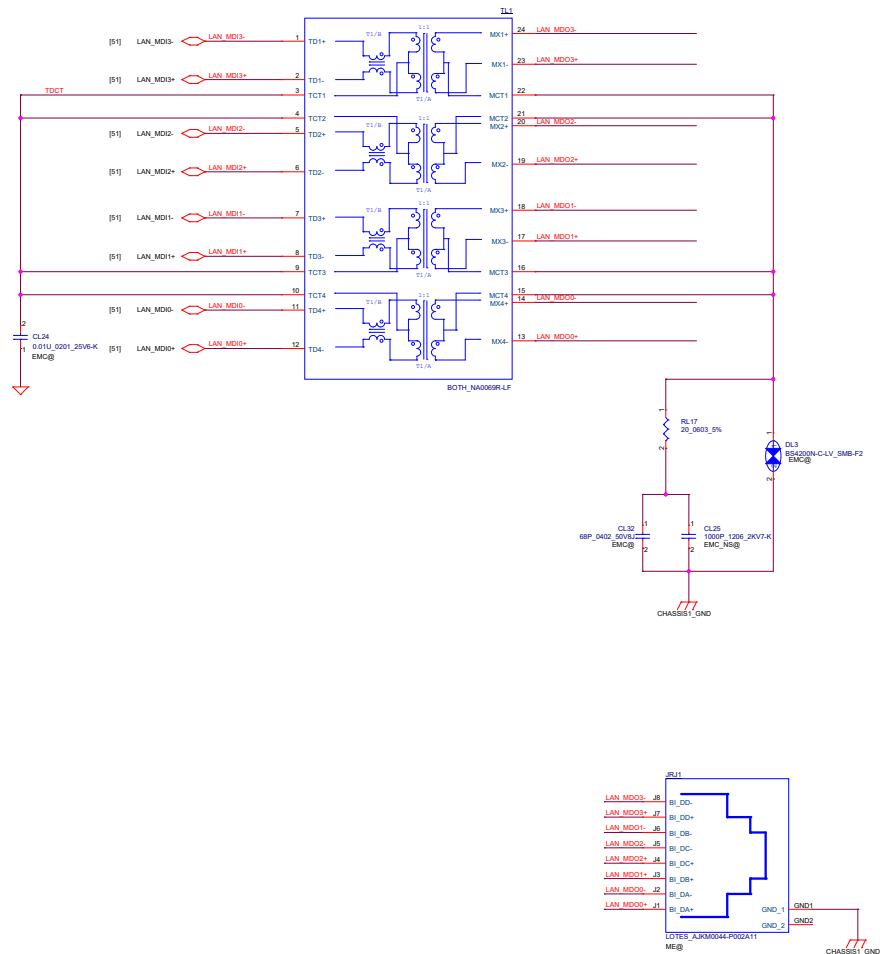 TL1
[51] LAN_MDI3- LAN_MDI3- 1 TD1+ T1/B 1:1 MX1+ 24 LAN_MDO3-
MX1- 23 LAN_MDO3+
[51] LAN_MDI3+ LAN_MDI3+ 2 TD1-
TDCT 3 TCT1 T1/A MCT1 22
4 TCT2 1:1 MCT2 21
[51] LAN_MDI2- LAN_MDI2- 5 TD2+ T1/B MX2+ 20 LAN_MDO2-
[51] LAN_MDI2+ LAN_MDI2+ 6 TD2- MX2- 19 LAN_MDO2+
T1/A
1:1
[51] LAN_MDI1- LAN_MDI1- 7 TD3+ T1/B MX3+ 18 LAN_MDO1-
MX3- 17 LAN_MDO1+
[51] LAN_MDI1+ LAN_MDI1+ 8 TD3-
9 TCT3 T1/A MCT3 16
10 TCT4 1:1 MCT4 15
[51] LAN_MDI0- LAN_MDI0- 11 TD4+ T1/B MX4+ 14 LAN_MDO0-
[51] LAN_MDI0+ LAN_MDI0+ 12 TD4- MX4- 13 LAN_MDO0+
T1/A
BOTH_NA0069R-LF
2
CL24
0.01U_0201_25V6-K
1
EMC@
1
RL17
20_0603_5%
2
1
DL3
BS4200N-C-LV_SMB-F2
EMC@
2
1
CL32
68P_0402_50V8J
EMC@
2
1
CL25
1000P_1206_2KV7-K
EMC_NS@
2
CHASSIS1_GND
JRJ1
LAN_MDO3- J8 BI_DD-
LAN_MDO3+ J7 BI_DD+
LAN_MDO1- J6 BI_DB-
LAN_MDO2- J5 BI_DC-
LAN_MDO2+ J4 BI_DC+
LAN_MDO1+ J3 BI_DB+
LAN_MDO0- J2 BI_DA-
LAN_MDO0+ J1 BI_DA+ GND_1 GND1
GND_2 GND2
LOTES_AJKM0044-P002A11
ME@
CHASSIS1_GND